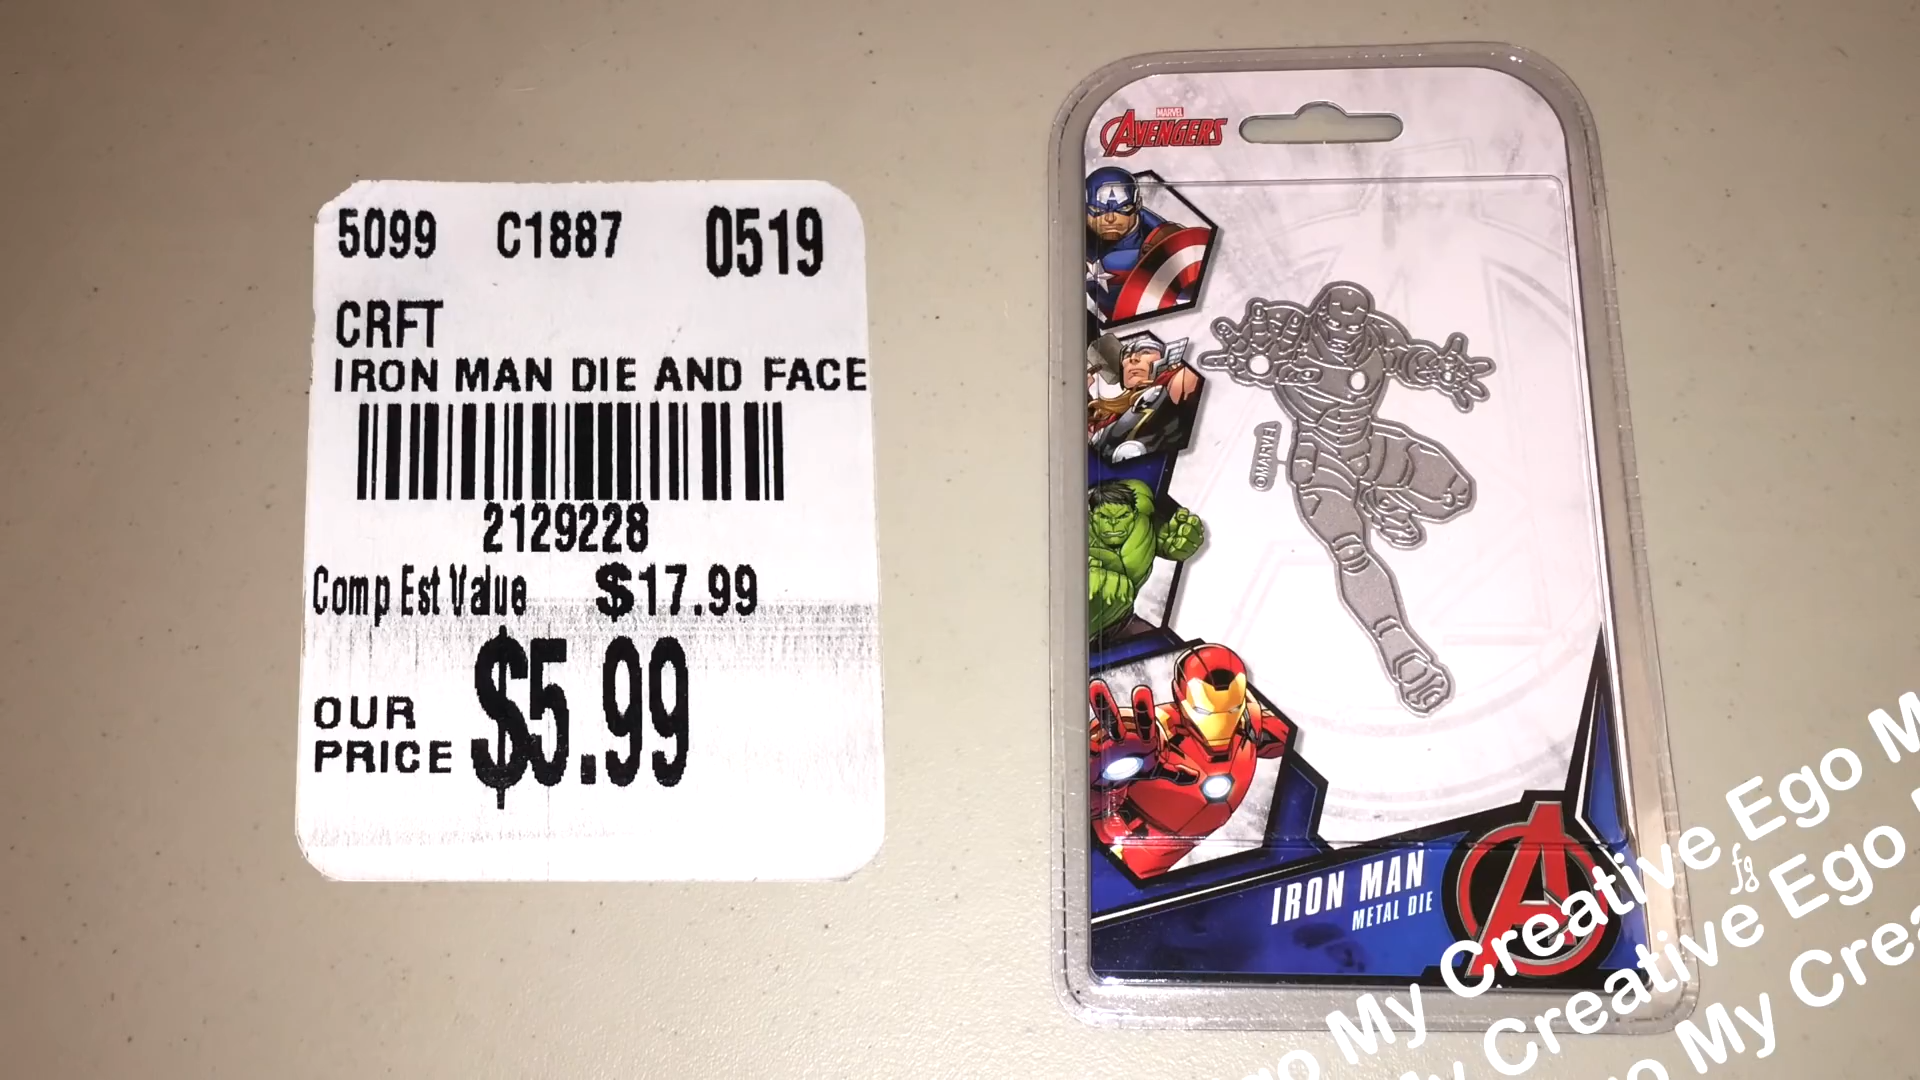 5099 C1887 0519
CRFT
IRON MAN DIE AND FACE
2129228
Comp Est Value $17.99
OUR PRICE $5.99
MARVEL
AVENGERS
©MARVEL
IRON MAN
METAL DIE
My Creative Ego M
fg
My Creative Ego
My Crea